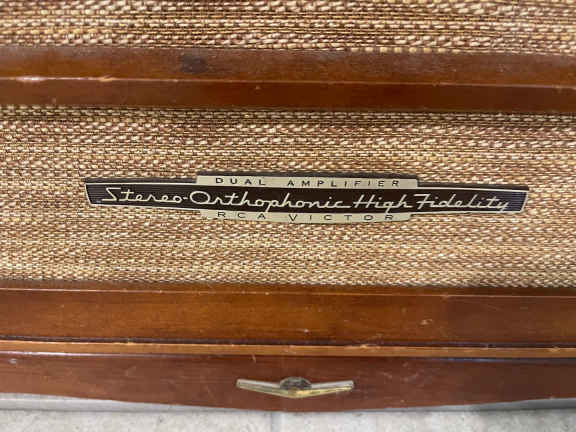 DUAL AMPLIFIER
Stereo-Orthophonic High Fidelity
RCA VICTOR